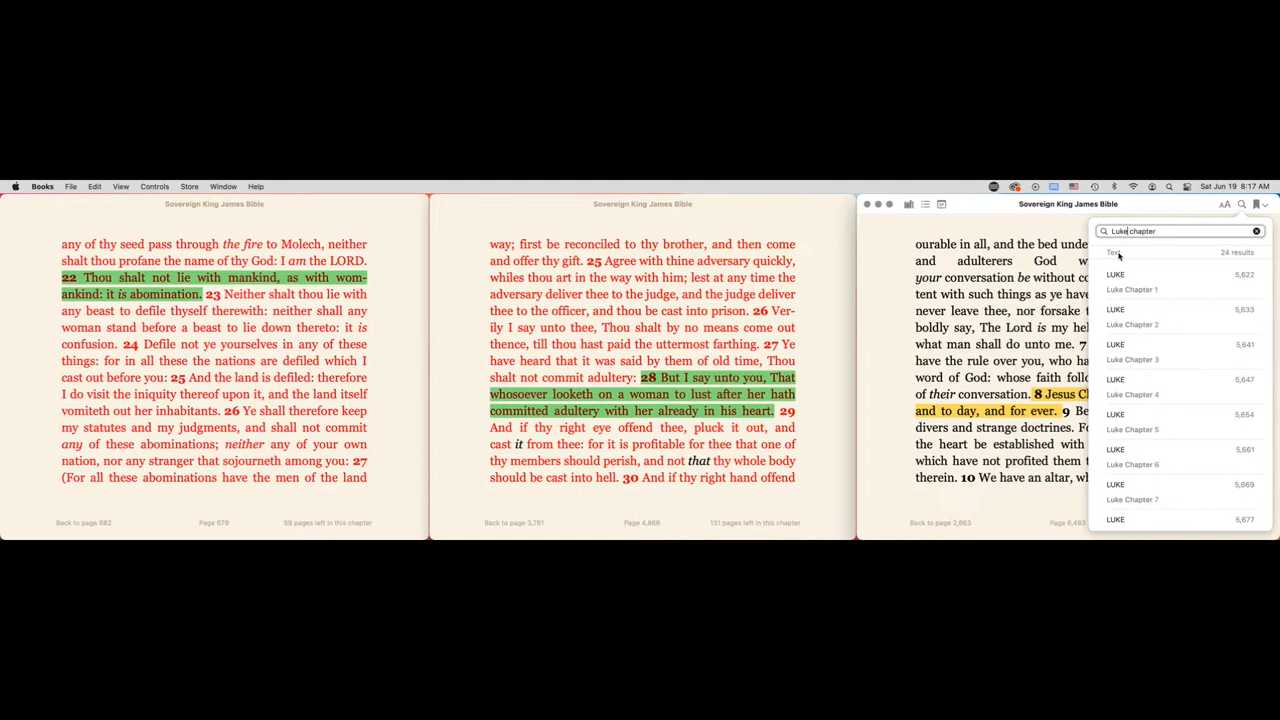 Books File Edit View Controls Store Window Help
Sat Jun 19 8:17 AM
Sovereign King James Bible
any of thy seed pass through the fire to Molech, neither
shalt thou profane the name of thy God: I am the LORD.
22 Thou shalt not lie with mankind, as with wom-
ankind: it is abomination. 23 Neither shalt thou lie with
any beast to defile thyself therewith: neither shall any
woman stand before a beast to lie down thereto: it is
confusion. 24 Defile not ye yourselves in any of these
things: for in all these the nations are defiled which I
cast out before you: 25 And the land is defiled: therefore
I do visit the iniquity thereof upon it, and the land itself
vomiteth out her inhabitants. 26 Ye shall therefore keep
my statutes and my judgments, and shall not commit
any of these abominations; neither any of your own
nation, nor any stranger that sojourneth among you: 27
(For all these abominations have the men of the land
Back to page 682
Page 679
59 pages left in this chapter
Sovereign King James Bible
way; first be reconciled to thy brother, and then come
and offer thy gift. 25 Agree with thine adversary quickly,
whiles thou art in the way with him; lest at any time the
adversary deliver thee to the judge, and the judge deliver
thee to the officer, and thou be cast into prison. 26 Ver-
ily I say unto thee, Thou shalt by no means come out
thence, till thou hast paid the uttermost farthing. 27 Ye
have heard that it was said by them of old time, Thou
shalt not commit adultery: 28 But I say unto you, That
whosoever looketh on a woman to lust after her hath
committed adultery with her already in his heart. 29
And if thy right eye offend thee, pluck it out, and
cast it from thee: for it is profitable for thee that one of
thy members should perish, and not that thy whole body
should be cast into hell. 30 And if thy right hand offend
Back to page 3,761
Page 4,866
131 pages left in this chapter
Sovereign King James Bible
AA
ourable in all, and the bed unde
and adulterers God w
your conversation be without co
tent with such things as ye have
never leave thee, nor forsake t
boldly say, The Lord is my he
what man shall do unto me. 7
have the rule over you, who ha
word of God: whose faith follo
of their conversation. 8 Jesus Ch
and to day, and for ever. 9 Be
divers and strange doctrines. For
the heart be established with
which have not profited them t
therein. 10 We have an altar, wh
Back to page 2,863
Page 6,483
Luke chapter
Text 24 results
LUKE 5,622
Luke Chapter 1
LUKE 5,633
Luke Chapter 2
LUKE 5,641
Luke Chapter 3
LUKE 5,647
Luke Chapter 4
LUKE 5,654
Luke Chapter 5
LUKE 5,661
Luke Chapter 6
LUKE 5,669
Luke Chapter 7
LUKE 5,677